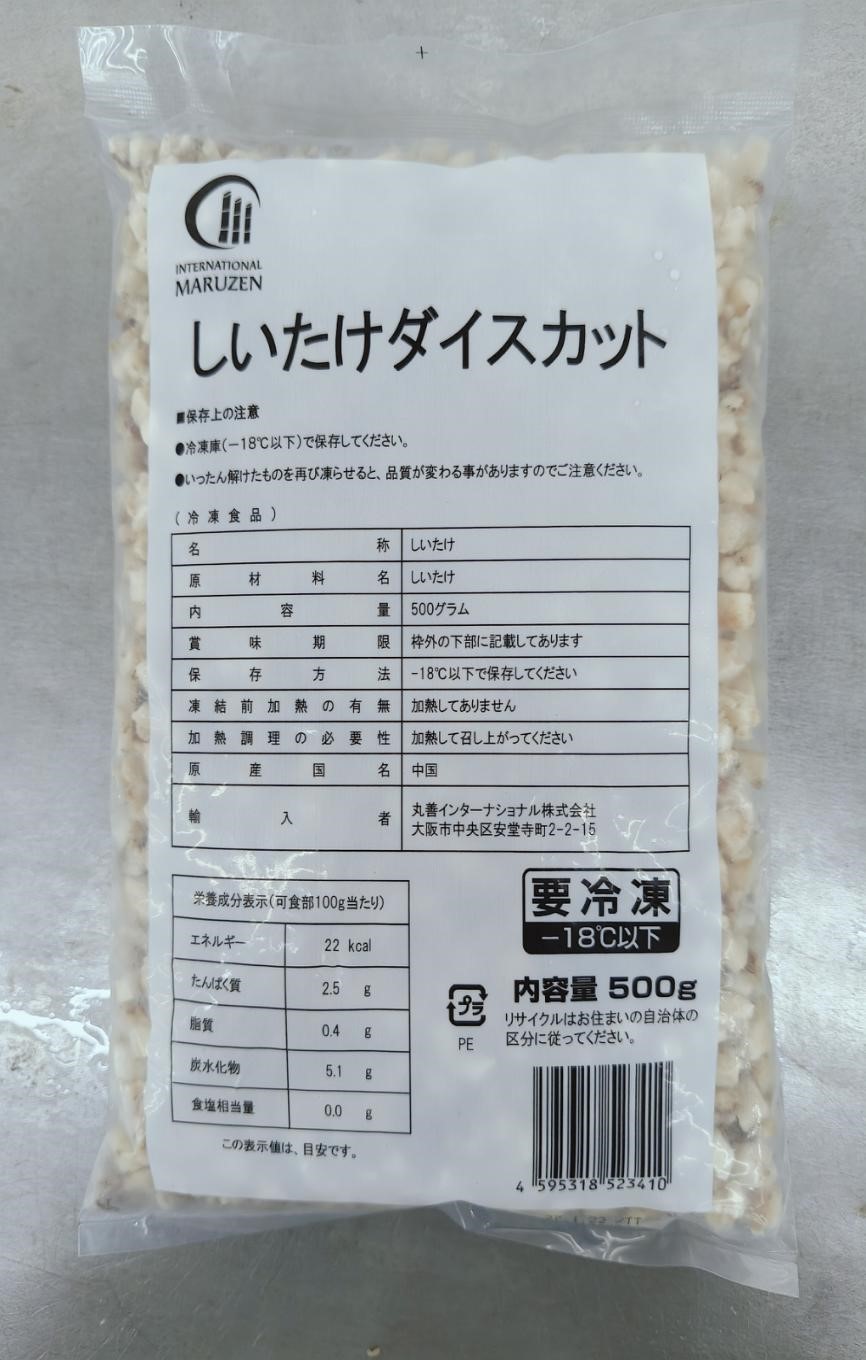 INTERNATIONAL
MARUZEN
しいたけダイスカット
■保存上の注意
●冷凍庫(－18℃以下)で保存してください。
●いったん解けたものを再び凍らせると、品質が変わる事がありますのでご注意ください。
(冷凍食品)
名称 しいたけ
原材料名 しいたけ
内容量 500グラム
賞味期限 枠外の下部に記載してあります
保存方法 -18℃以下で保存してください
凍結前加熱の有無 加熱してありません
加熱調理の必要性 加熱して召し上がってください
原産国名 中国
輸入者 丸善インターナショナル株式会社
大阪市中央区安堂寺町2-2-15
栄養成分表示(可食部100g当たり)
エネルギー 22 kcal
たんぱく質 2.5 g
脂質 0.4 g
炭水化物 5.1 g
食塩相当量 0.0 g
この表示値は、目安です。
要冷凍
－18℃以下
内容量 500g
プラ
PE
リサイクルはお住まいの自治体の
区分に従ってください。
4 595318 523410